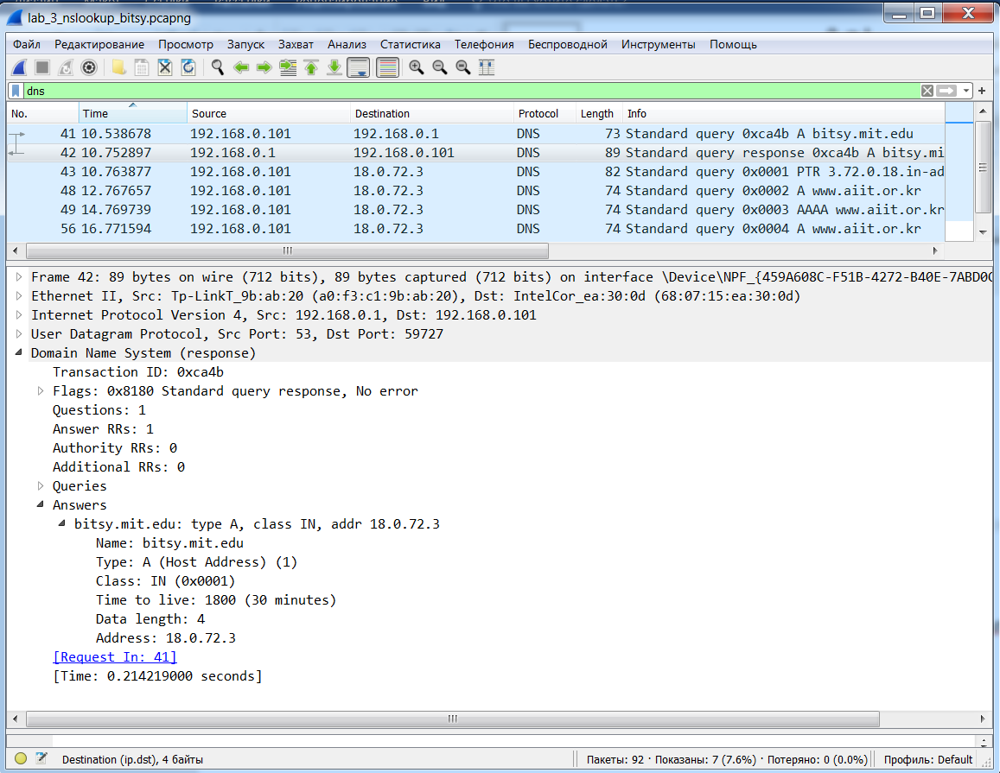 lab_3_nslookup_bitsy.pcapng
Файл Редактирование Просмотр Запуск Захват Анализ Статистика Телефония Беспроводной Инструменты Помощь
dns
No. Time Source Destination Protocol Length Info
41 10.538678 192.168.0.101 192.168.0.1 DNS 73 Standard query 0xca4b A bitsy.mit.edu
42 10.752897 192.168.0.1 192.168.0.101 DNS 89 Standard query response 0xca4b A bitsy.mi
43 10.763877 192.168.0.101 18.0.72.3 DNS 82 Standard query 0x0001 PTR 3.72.0.18.in-ad
48 12.767657 192.168.0.101 18.0.72.3 DNS 74 Standard query 0x0002 A www.aiit.or.kr
49 14.769739 192.168.0.101 18.0.72.3 DNS 74 Standard query 0x0003 AAAA www.aiit.or.kr
56 16.771594 192.168.0.101 18.0.72.3 DNS 74 Standard query 0x0004 A www.aiit.or.kr
Frame 42: 89 bytes on wire (712 bits), 89 bytes captured (712 bits) on interface \Device\NPF_{459A608C-F51B-4272-B40E-7ABD0C
Ethernet II, Src: Tp-LinkT_9b:ab:20 (a0:f3:c1:9b:ab:20), Dst: IntelCor_ea:30:0d (68:07:15:ea:30:0d)
Internet Protocol Version 4, Src: 192.168.0.1, Dst: 192.168.0.101
User Datagram Protocol, Src Port: 53, Dst Port: 59727
Domain Name System (response)
Transaction ID: 0xca4b
Flags: 0x8180 Standard query response, No error
Questions: 1
Answer RRs: 1
Authority RRs: 0
Additional RRs: 0
Queries
Answers
bitsy.mit.edu: type A, class IN, addr 18.0.72.3
Name: bitsy.mit.edu
Type: A (Host Address) (1)
Class: IN (0x0001)
Time to live: 1800 (30 minutes)
Data length: 4
Address: 18.0.72.3
[Request In: 41]
[Time: 0.214219000 seconds]
Destination (ip.dst), 4 байты Пакеты: 92 · Показаны: 7 (7.6%) · Потеряно: 0 (0.0%) Профиль: Default